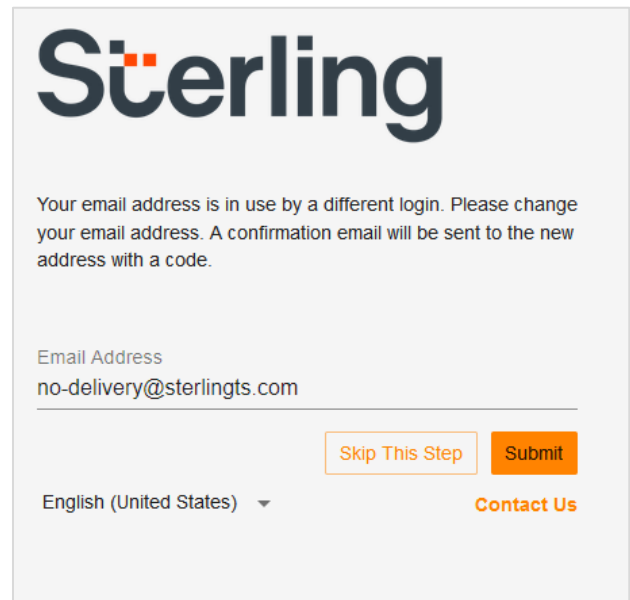 Sterling
Your email address is in use by a different login. Please change
your email address. A confirmation email will be sent to the new
address with a code.
Email Address
no-delivery@sterlingts.com
Skip This Step Submit
English (United States) Contact Us